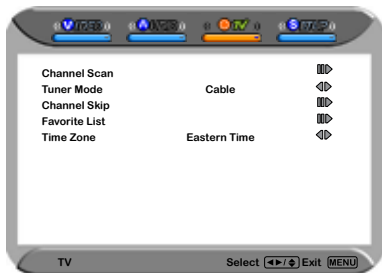 VIDEO AUDIO TV SETUP
Channel Scan
Tuner Mode Cable
Channel Skip
Favorite List
Time Zone Eastern Time
TV Select ◄►/♦ Exit MENU